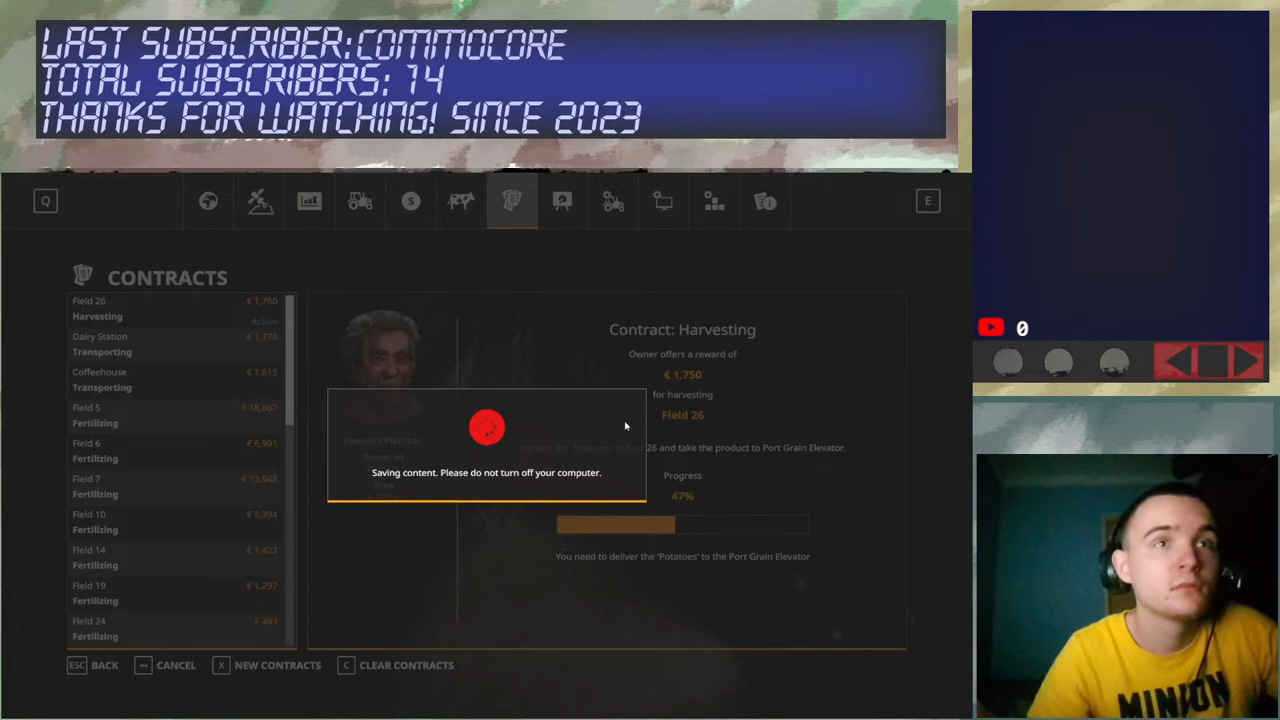 LAST SUBSCRIBER:COMMOCORE
TOTAL SUBSCRIBERS: 14
THANKS FOR WATCHING! SINCE 2023
Q
E
CONTRACTS
Field 26 € 1,750
Harvesting
Active
Dairy Station € 1,776
Transporting
Coffeehouse € 1,815
Transporting
Field 5
Fertilizing
Field 6 € 6,991
Fertilizing
Field 7
Fertilizing
Field 10 € 5,394
Fertilizing
Field 14 € 1,422
Fertilizing
Field 19 € 1,297
Fertilizing
Field 24 € 493
Fertilizing
Contract: Harvesting
Owner offers a reward of
€ 1,750
for harvesting
Field 26
26 and take the product to Port Grain Elevator.
Progress
47%
You need to deliver the 'Potatoes' to the Port Grain Elevator
Saving content. Please do not turn off your computer.
ESC BACK CANCEL X NEW CONTRACTS C CLEAR CONTRACTS
0
MINION